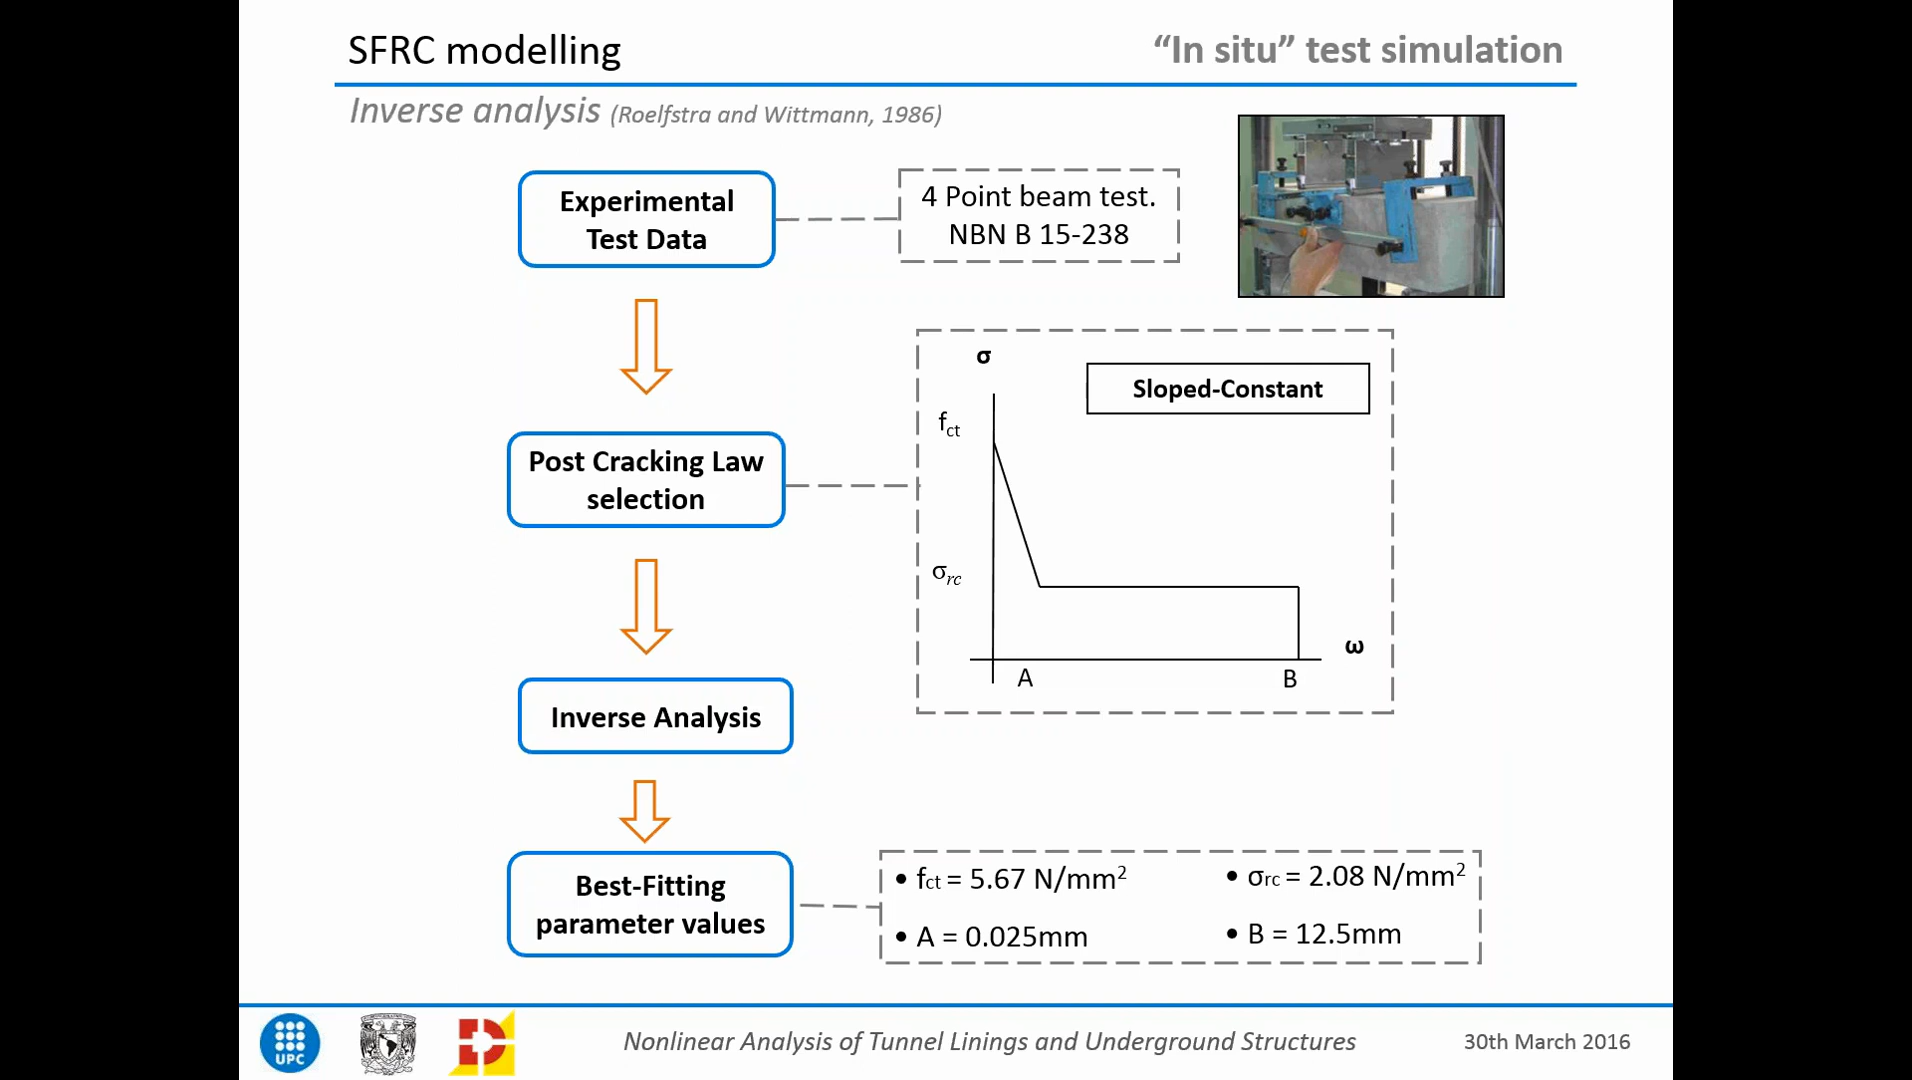 SFRC modelling
“In situ” test simulation
Inverse analysis (Roelfstra and Wittmann, 1986)
Experimental
Test Data
4 Point beam test.
NBN B 15-238
σ
Sloped-Constant
fct
Post Cracking Law
selection
σrc
ω
A
B
Inverse Analysis
Best-Fitting
parameter values
• fct = 5.67 N/mm²
• σrc = 2.08 N/mm²
• A = 0.025mm
• B = 12.5mm
UPC
Nonlinear Analysis of Tunnel Linings and Underground Structures
30th March 2016